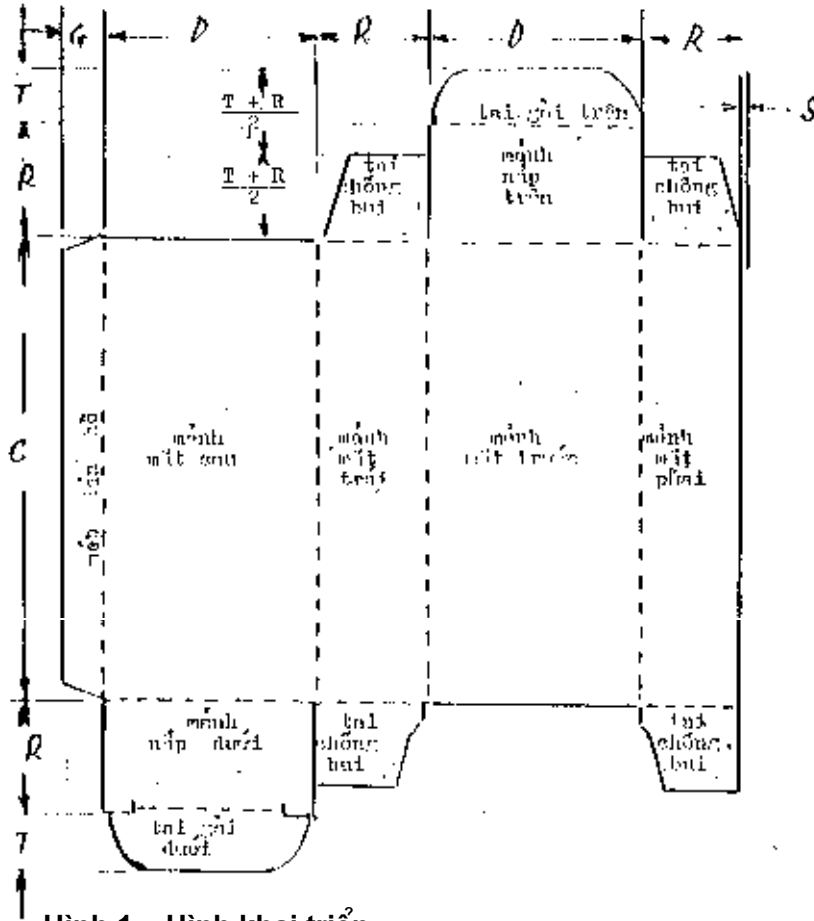 G D R D R
S
T
R
T + R
2
T + R
2
tai gài trên
tai
chống
bụi
mảnh
nắp
trên
tai
chống
bụi
C
mảnh
mặt sau
mảnh
mặt
trái
mảnh
mặt trước
mảnh
mặt
phải
mảnh
nắp dưới
tai
chống
bụi
tai
chống
bụi
R
T
tai gài
dưới
Hình 1 - Hình khai triển